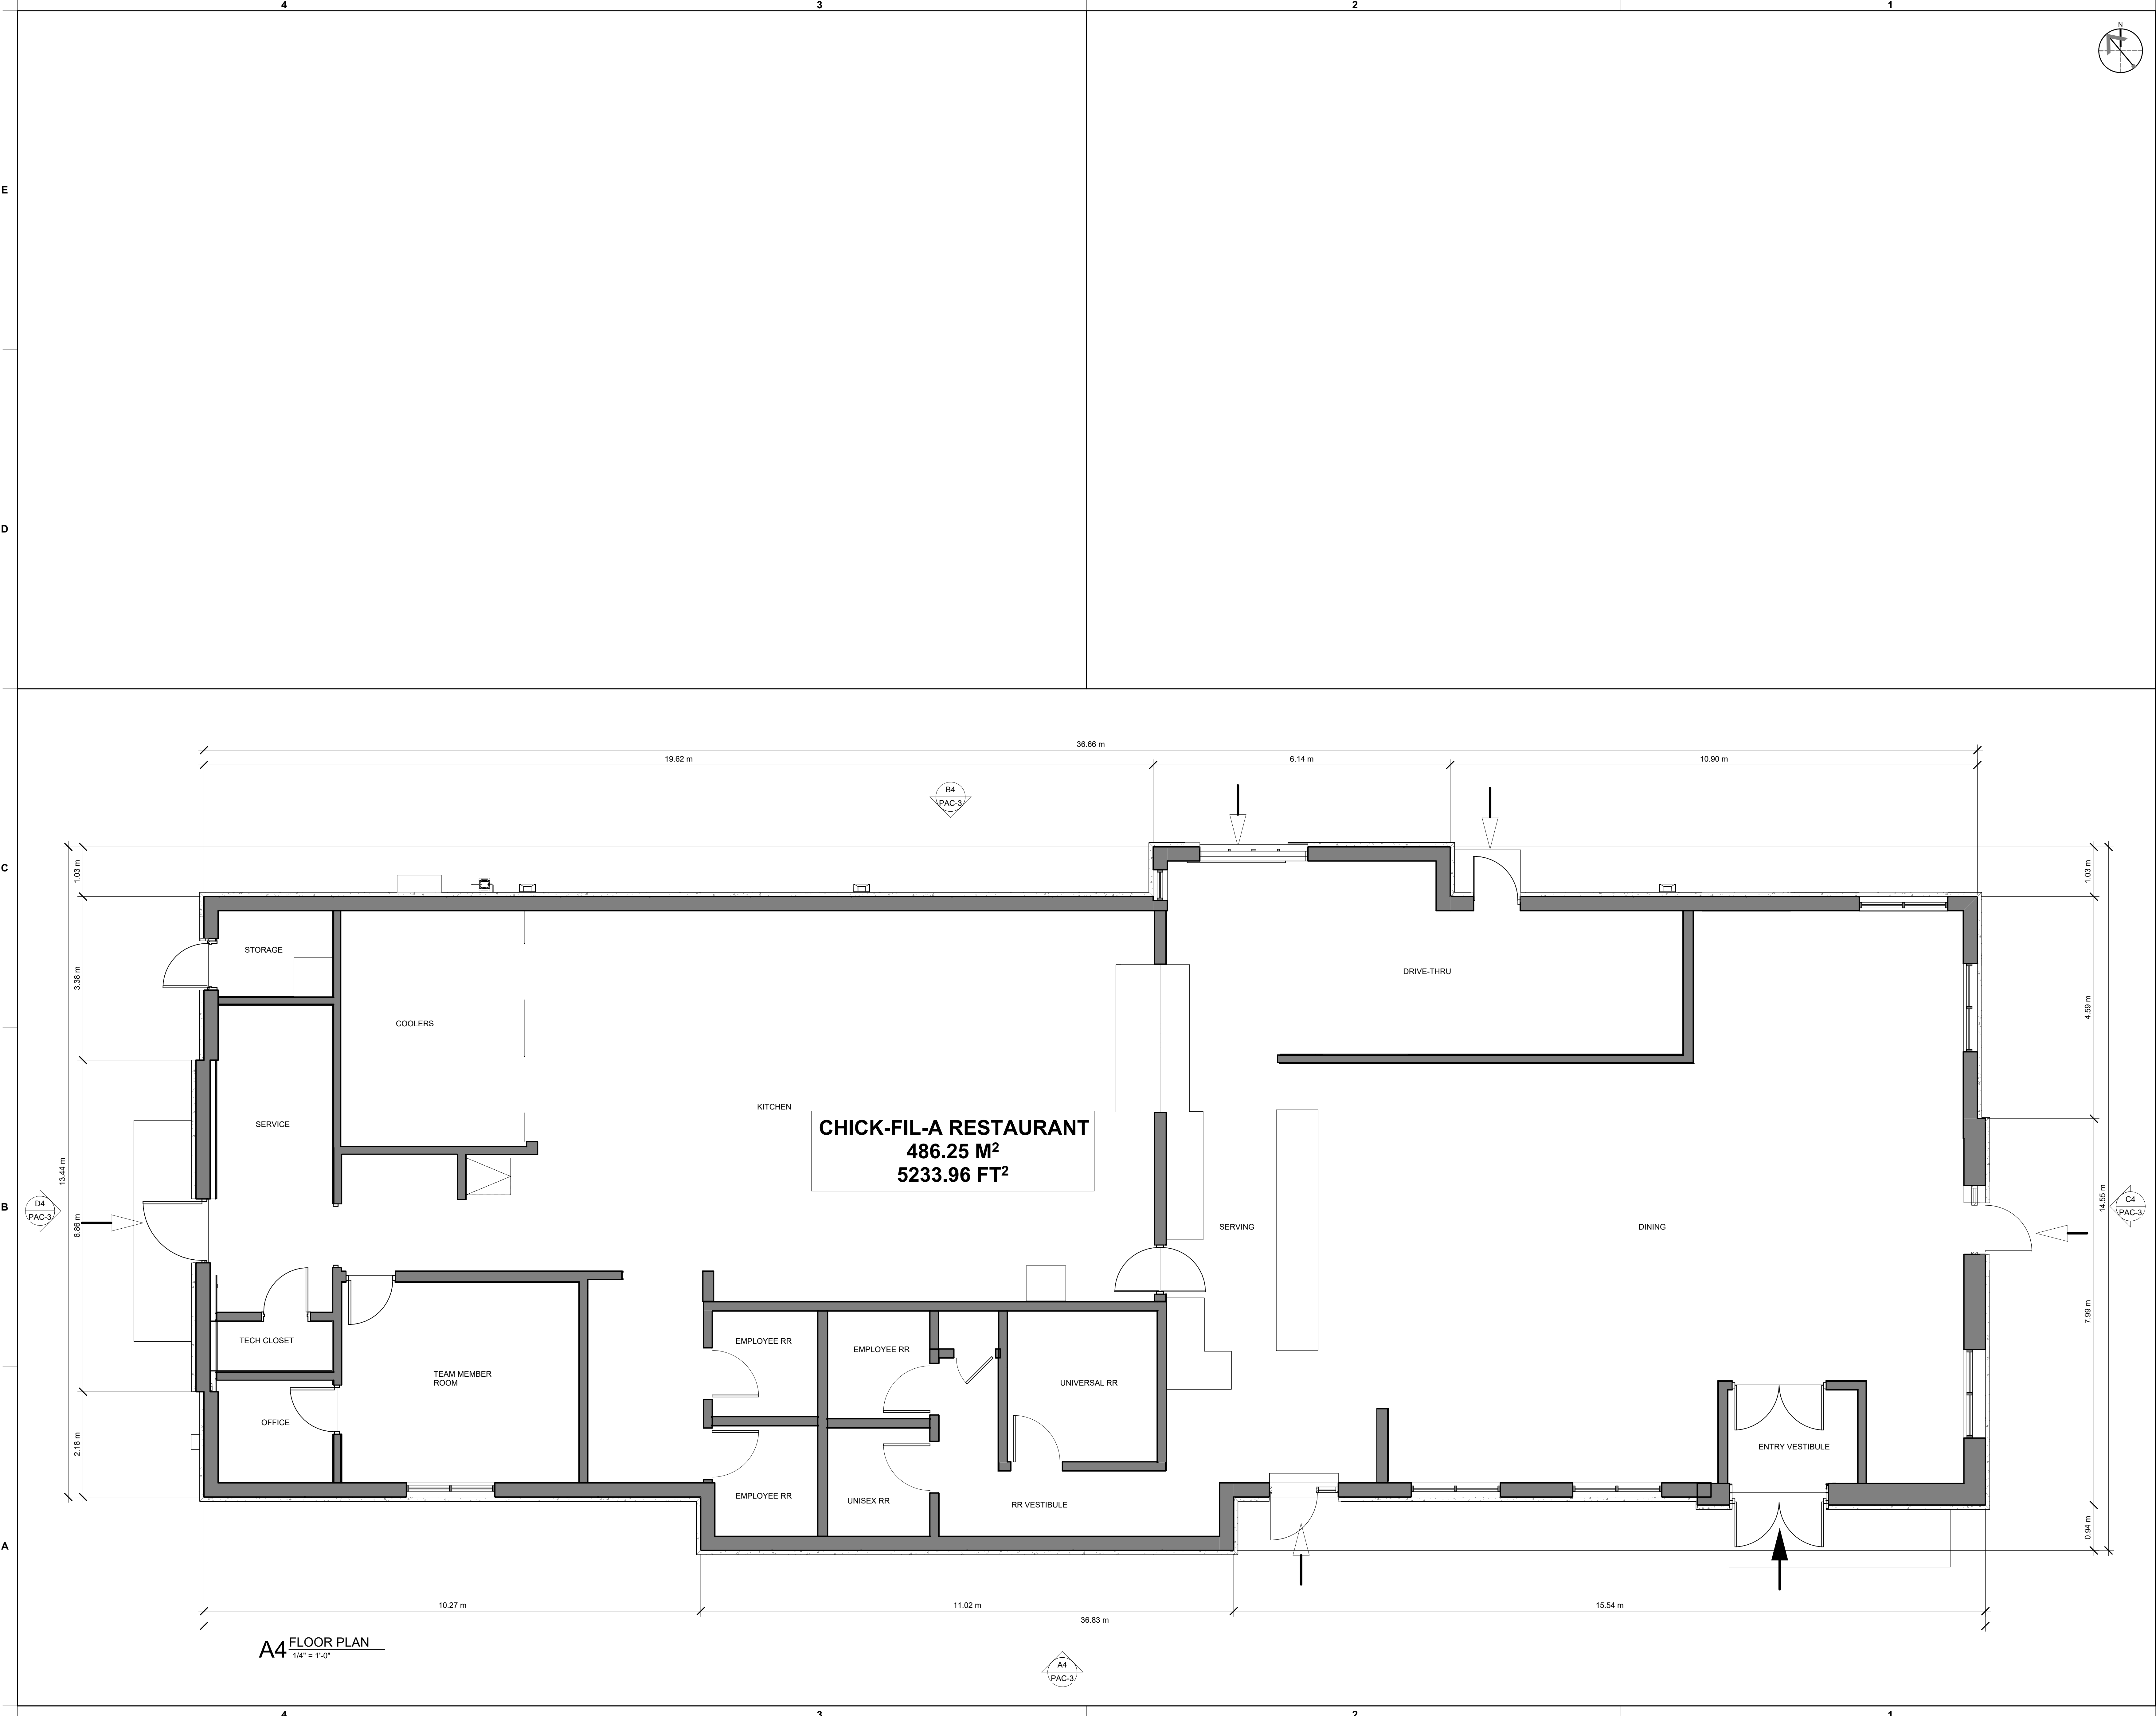 4 3 2 1
N
E
D
36.66 m
19.62 m 6.14 m 10.90 m
B4
PAC-3
C
1.03 m
1.03 m
STORAGE
3.38 m
DRIVE-THRU
COOLERS
4.59 m
KITCHEN
SERVICE
CHICK-FIL-A RESTAURANT
486.25 M²
5233.96 FT²
13.44 m
14.55 m
B
D4
PAC-3
6.86 m
SERVING
DINING
C4
PAC-3
7.99 m
TECH CLOSET
EMPLOYEE RR
EMPLOYEE RR
TEAM MEMBER
ROOM
UNIVERSAL RR
OFFICE
2.18 m
ENTRY VESTIBULE
EMPLOYEE RR
UNISEX RR
RR VESTIBULE
0.94 m
A
10.27 m 11.02 m 15.54 m
36.83 m
A4 FLOOR PLAN
1/4" = 1'-0"
A4
PAC-3
4 3 2 1